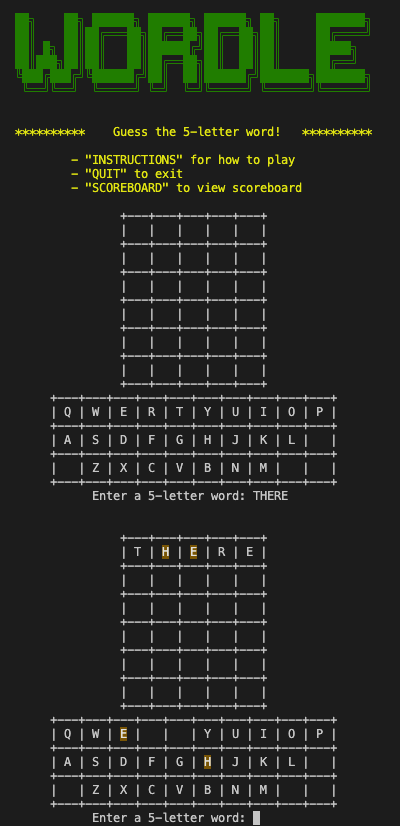 WORDLE
********** Guess the 5-letter word! **********
- "INSTRUCTIONS" for how to play
- "QUIT" to exit
- "SCOREBOARD" to view scoreboard
+---+---+---+---+---+
|   |   |   |   |   |
+---+---+---+---+---+
|   |   |   |   |   |
+---+---+---+---+---+
|   |   |   |   |   |
+---+---+---+---+---+
|   |   |   |   |   |
+---+---+---+---+---+
|   |   |   |   |   |
+---+---+---+---+---+
|   |   |   |   |   |
+---+---+---+---+---+
+---+---+---+---+---+---+---+---+---+---+
| Q | W | E | R | T | Y | U | I | O | P |
+---+---+---+---+---+---+---+---+---+---+
| A | S | D | F | G | H | J | K | L |   |
+---+---+---+---+---+---+---+---+---+---+
|   | Z | X | C | V | B | N | M |   |   |
+---+---+---+---+---+---+---+---+---+---+
Enter a 5-letter word: THERE
+---+---+---+---+---+
| T | H | E | R | E |
+---+---+---+---+---+
|   |   |   |   |   |
+---+---+---+---+---+
|   |   |   |   |   |
+---+---+---+---+---+
|   |   |   |   |   |
+---+---+---+---+---+
|   |   |   |   |   |
+---+---+---+---+---+
|   |   |   |   |   |
+---+---+---+---+---+
+---+---+---+---+---+---+---+---+---+---+
| Q | W | E |   |   | Y | U | I | O | P |
+---+---+---+---+---+---+---+---+---+---+
| A | S | D | F | G | H | J | K | L |   |
+---+---+---+---+---+---+---+---+---+---+
|   | Z | X | C | V | B | N | M |   |   |
+---+---+---+---+---+---+---+---+---+---+
Enter a 5-letter word: